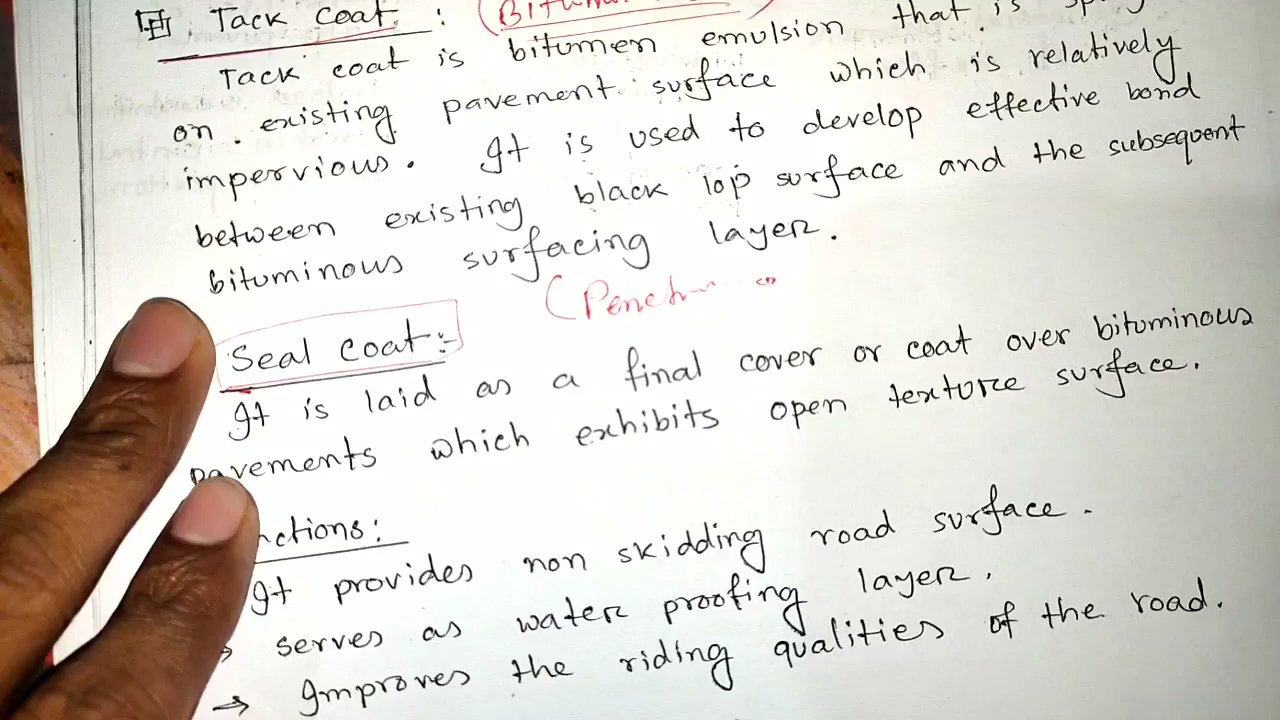 Tack coat :
Tack coat is bitumen emulsion that is
on existing pavement surface which is relatively
impervious. It is used to develop effective bond
between existing black top surface and the subsequent
bituminous surfacing layer.
Seal coat:-
It is laid as a final cover or coat over bituminous
pavements which exhibits open texture surface.
nctions:
It provides non skidding road surface.
→ serves as water proofing layer.
→ Improves the riding qualities of the road.